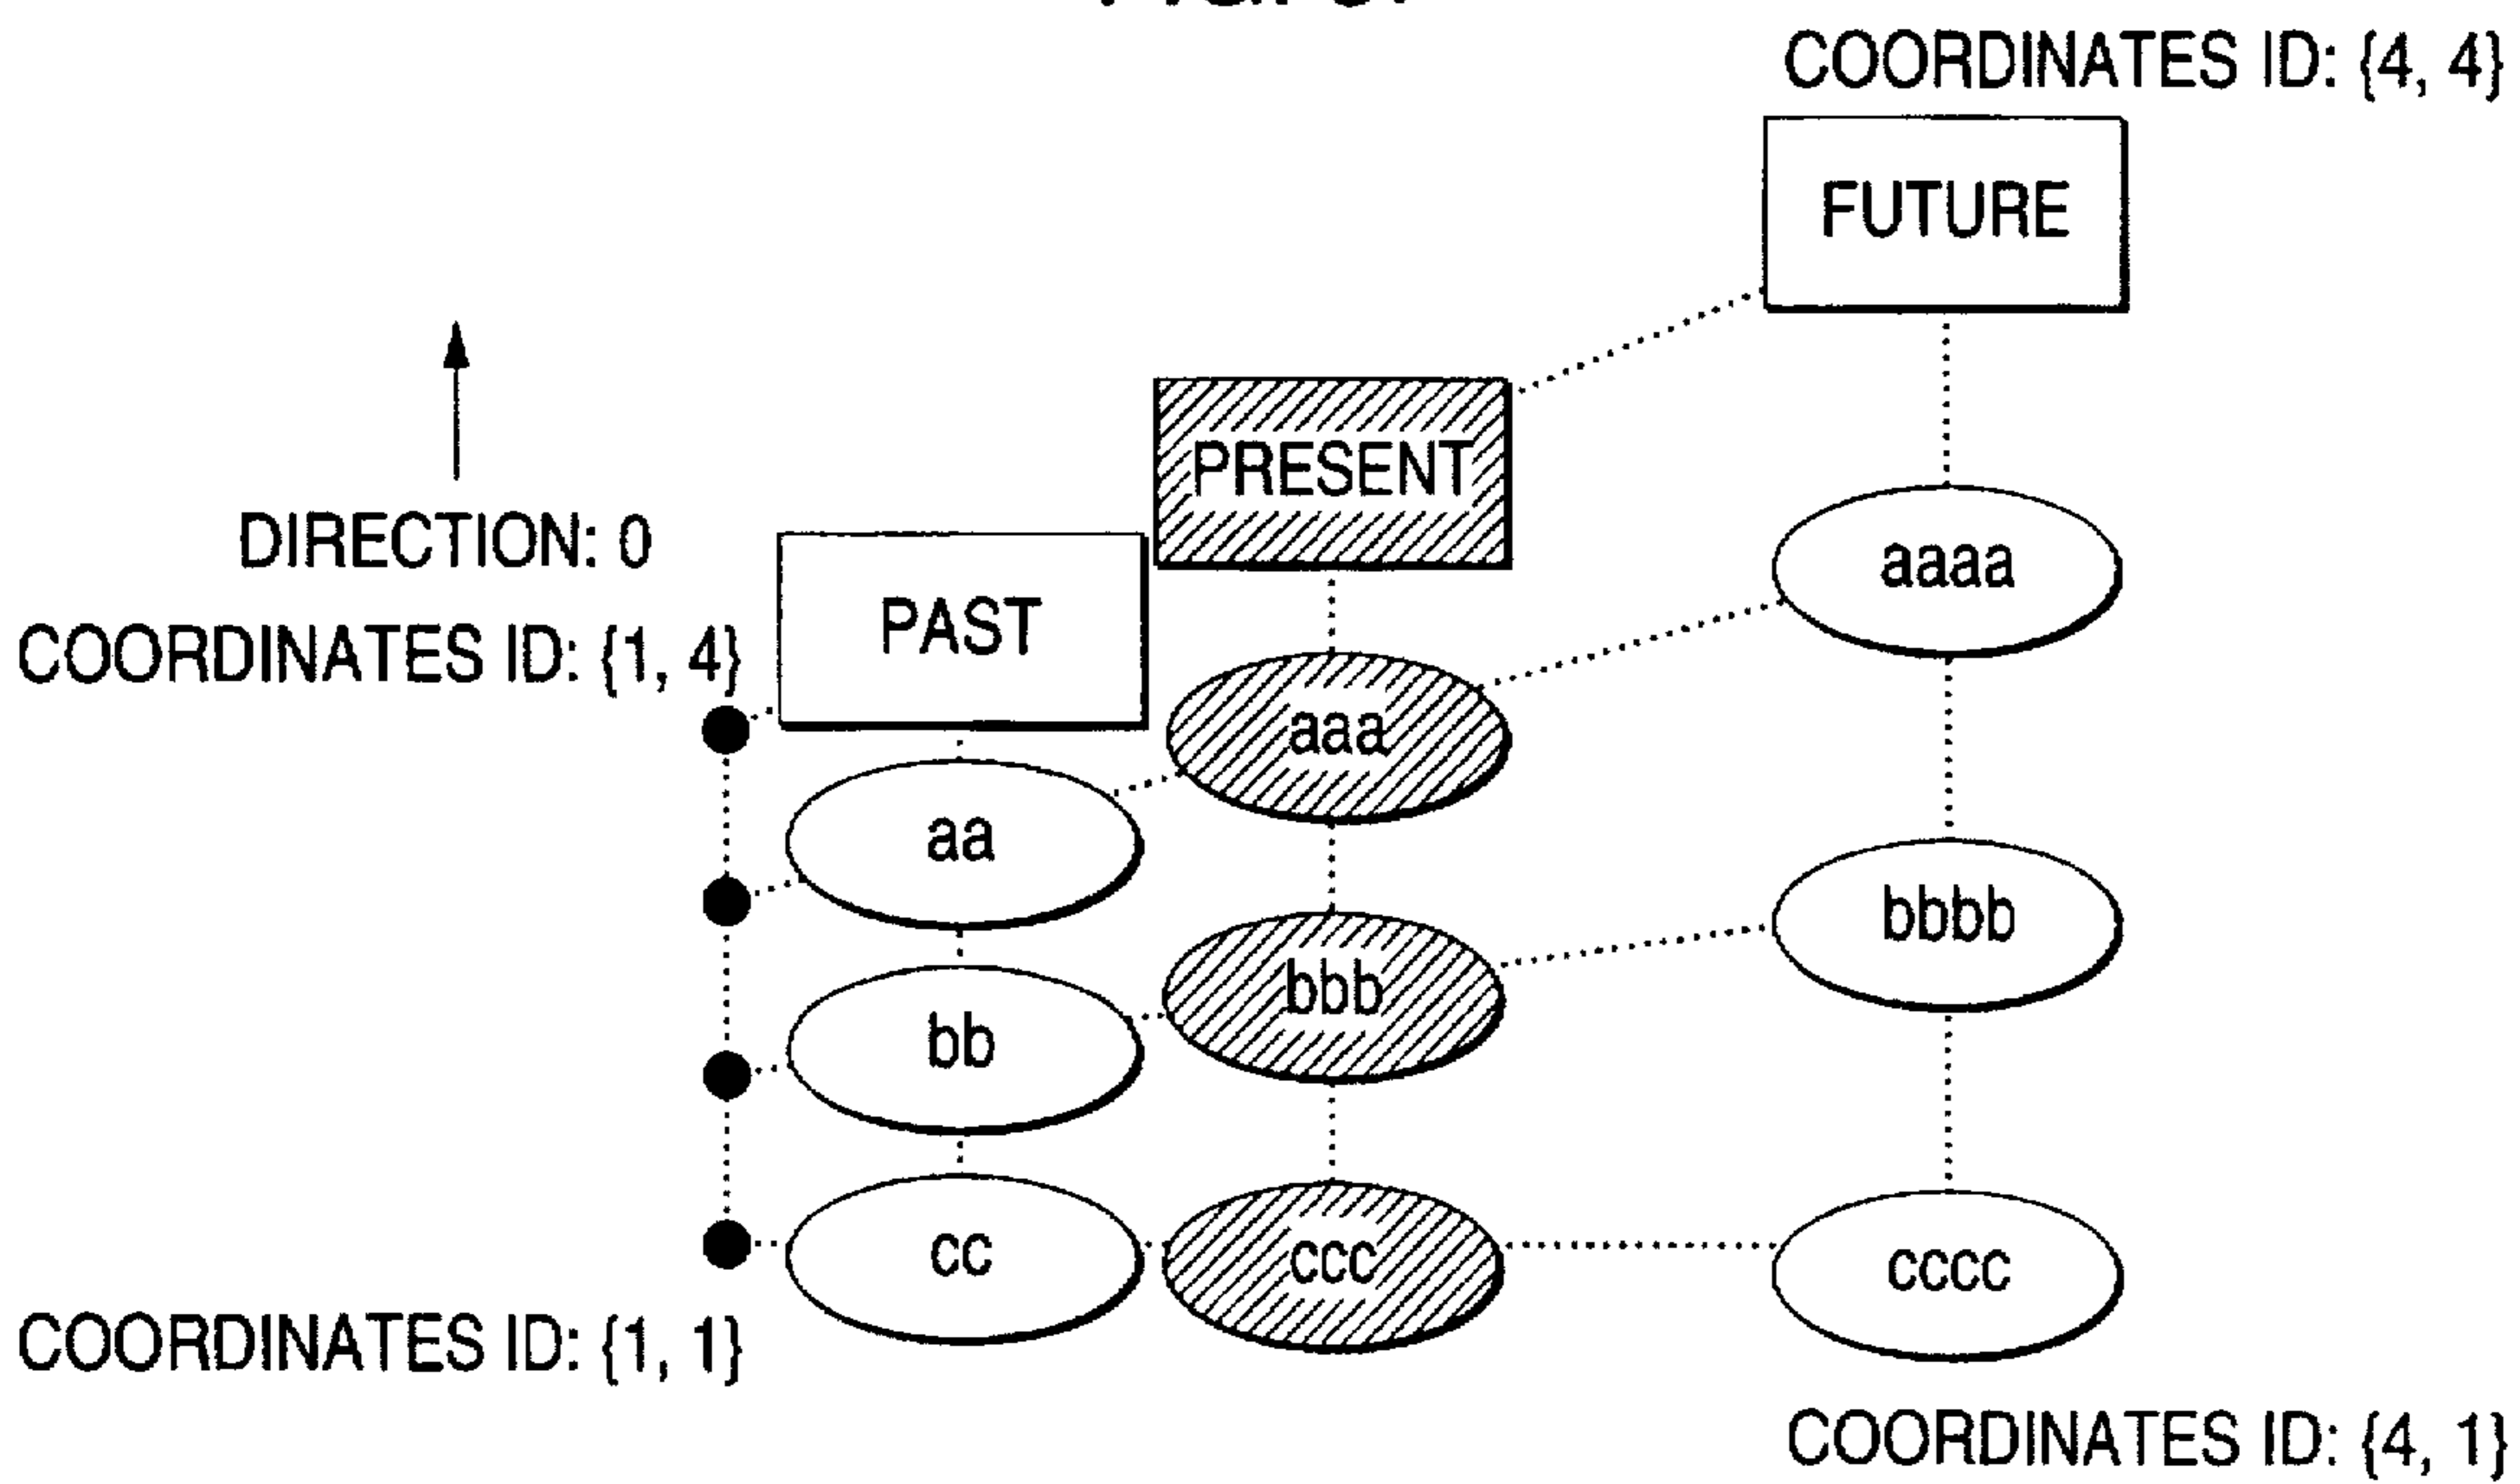 COORDINATES ID: {4, 4}
FUTURE
PRESENT
DIRECTION: 0
PAST
aaaa
COORDINATES ID: {1, 4}
aaa
aa
bbbb
bbb
bb
cc
ccc
cccc
COORDINATES ID: {1, 1}
COORDINATES ID: {4, 1}